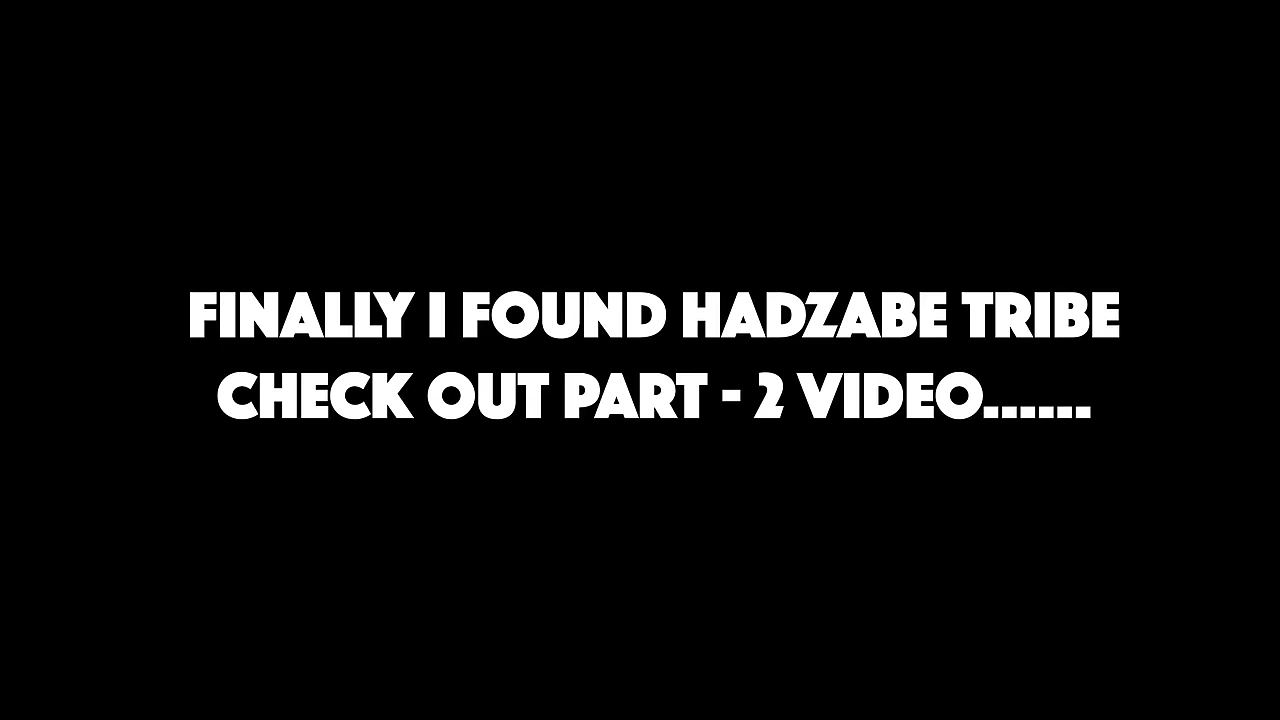 FINALLY I FOUND HADZABE TRIBE
CHECK OUT PART - 2 VIDEO......